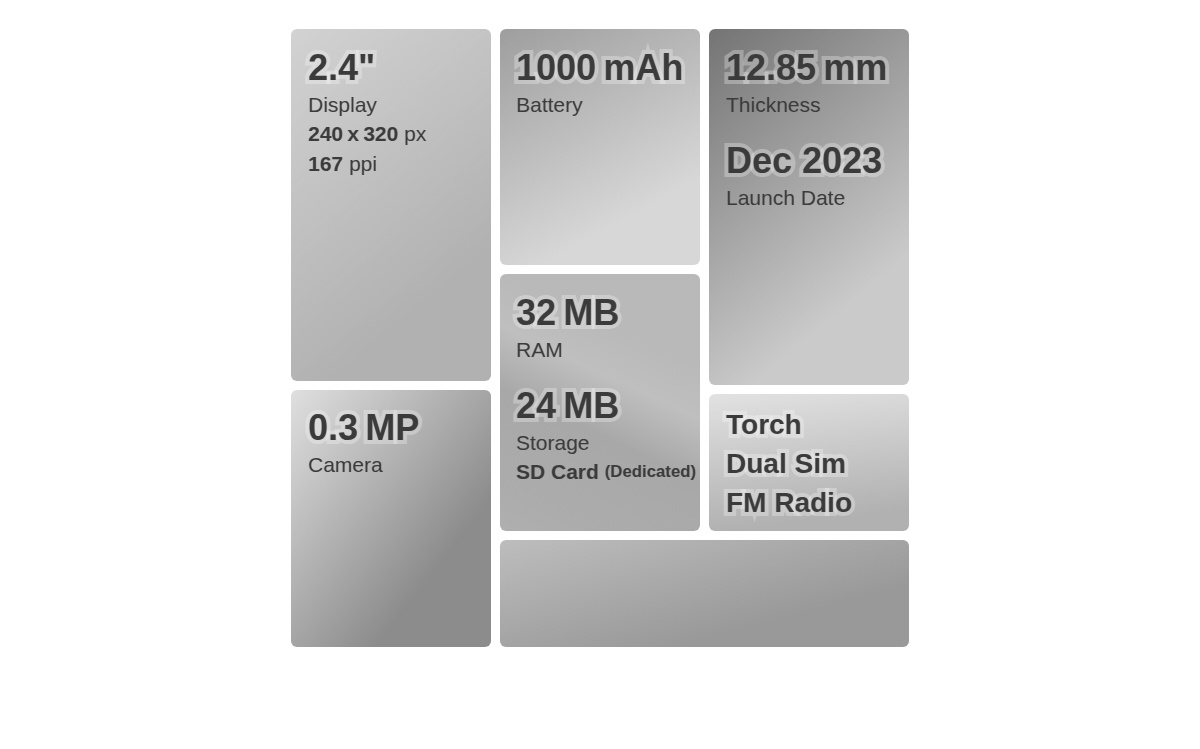 2.4"
Display
240 x 320 px
167 ppi
1000 mAh
Battery
12.85 mm
Thickness
Dec 2023
Launch Date
32 MB
RAM
24 MB
Storage
SD Card (Dedicated)
0.3 MP
Camera
Torch
Dual Sim
FM Radio